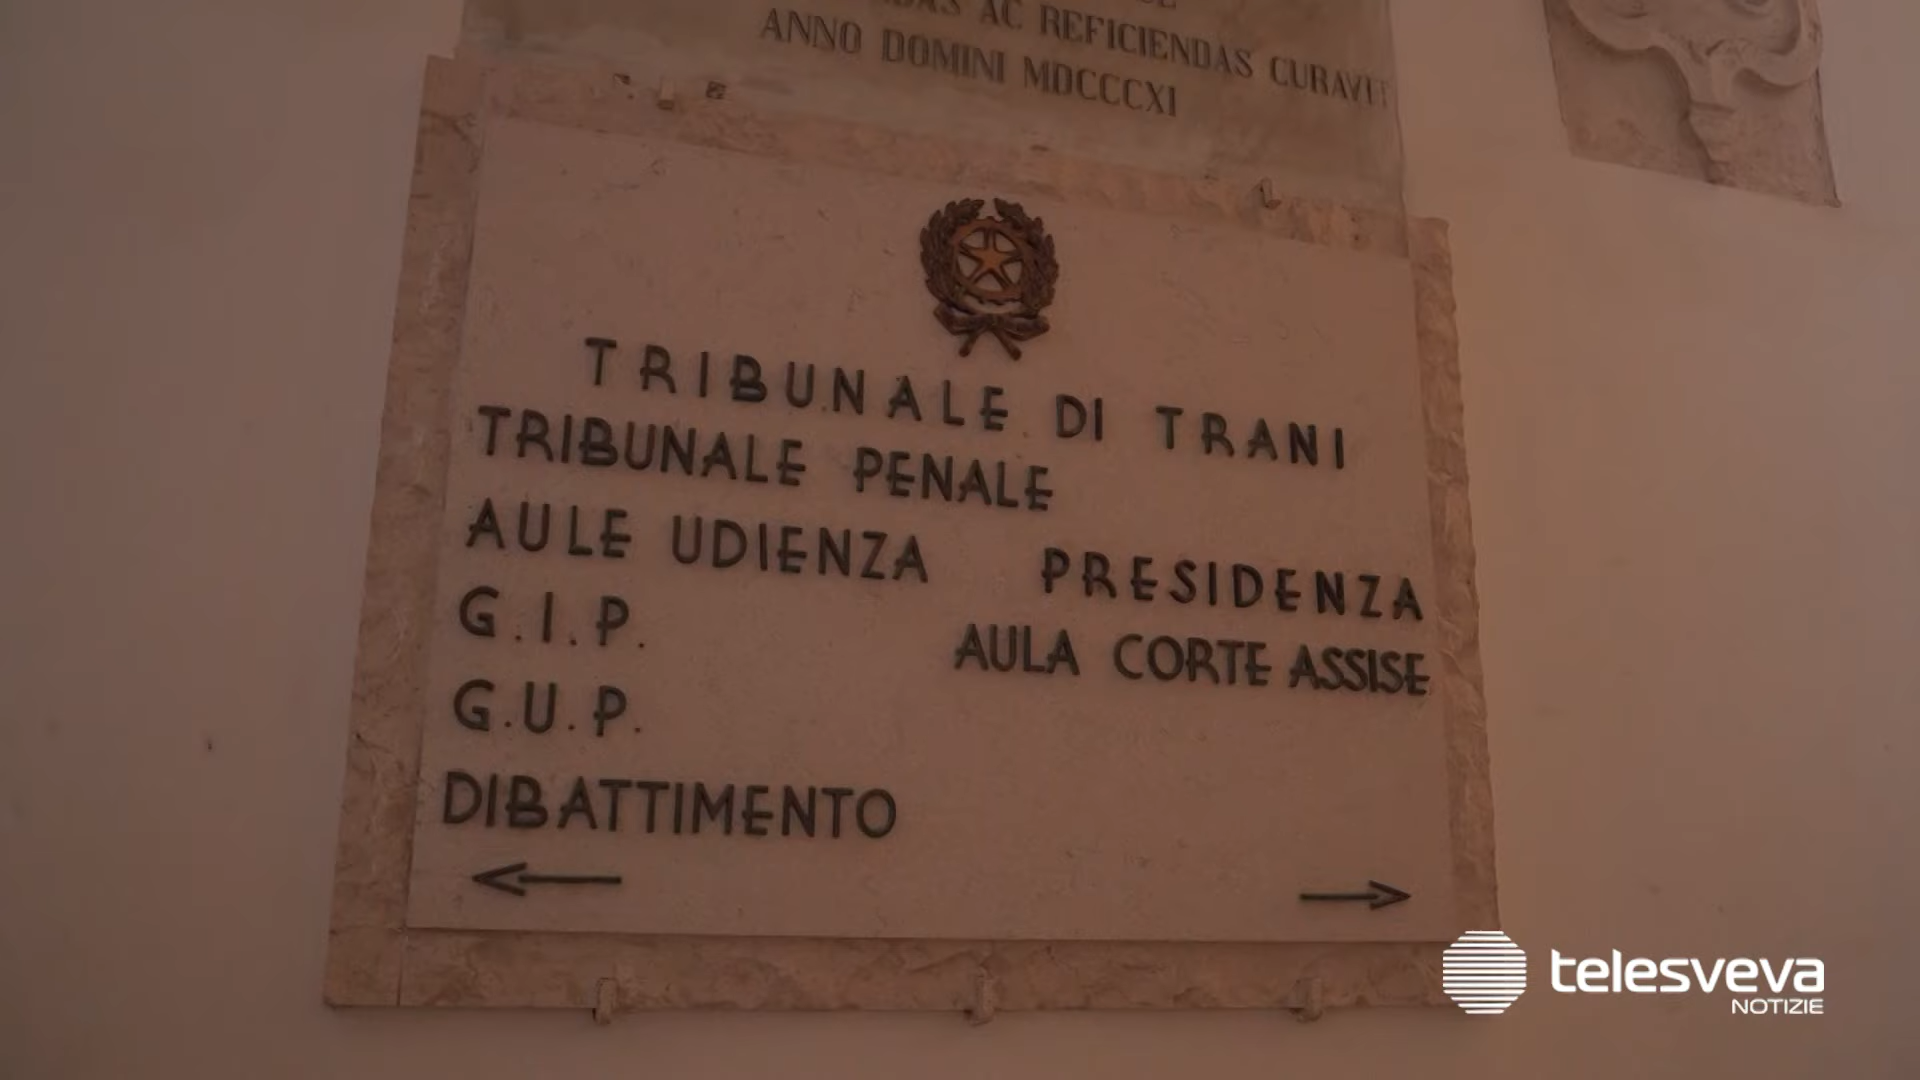 AC REFICIENDAS CURAVIT
ANNO DOMINI MDCCCXI
TRIBUNALE DI TRANI
TRIBUNALE PENALE
AULE UDIENZA PRESIDENZA
G.I.P. AULA CORTE ASSISE
G.U.P.
DIBATTIMENTO
telesveva
NOTIZIE